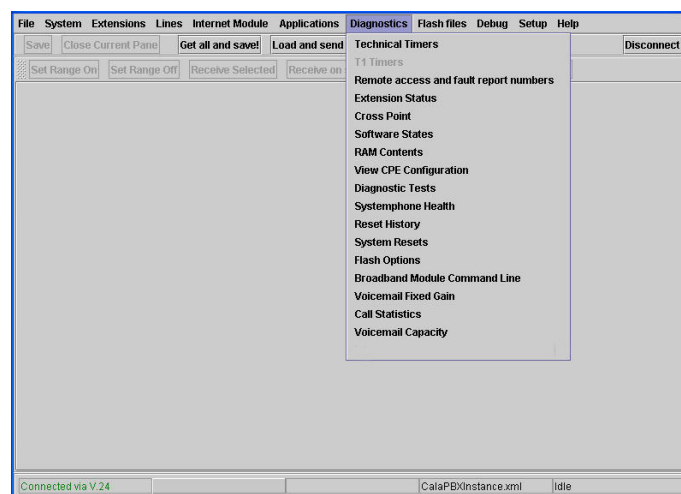 File System Extensions Lines Internet Module Applications Diagnostics Flash files Debug Setup Help
Save Close Current Pane Get all and save! Load and send Disconnect
Set Range On Set Range Off Receive Selected Receive on
Technical Timers
T1 Timers
Remote access and fault report numbers
Extension Status
Cross Point
Software States
RAM Contents
View CPE Configuration
Diagnostic Tests
Systemphone Health
Reset History
System Resets
Flash Options
Broadband Module Command Line
Voicemail Fixed Gain
Call Statistics
Voicemail Capacity
Connected via V.24 CalaPBXInstance.xml Idle